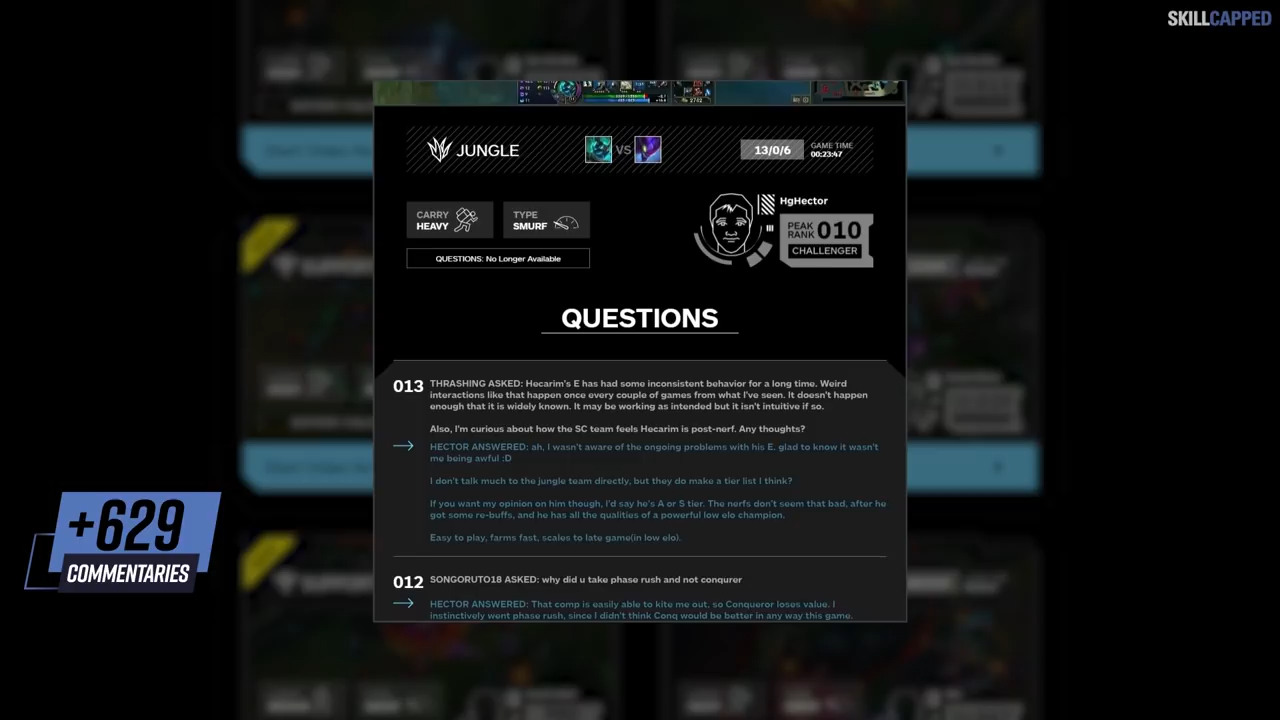 SKILLCAPPED
2742
JUNGLE
VS
13/0/6
GAME TIME
00:23:47
CARRY
HEAVY
TYPE
SMURF
HgHector
PEAK
RANK
010
CHALLENGER
QUESTIONS: No Longer Available
QUESTIONS
013
THRASHING ASKED: Hecarim's E has had some inconsistent behavior for a long time. Weird
interactions like that happen once every couple of games from what I've seen. It doesn't happen
enough that it is widely known. It may be working as intended but it isn't intuitive if so.
Also, I'm curious about how the SC team feels Hecarim is post-nerf. Any thoughts?
HECTOR ANSWERED: ah, I wasn't aware of the ongoing problems with his E. glad to know it wasn't
me being awful :D
I don't talk much to the jungle team directly, but they do make a tier list I think?
If you want my opinion on him though, I'd say he's A or S tier. The nerfs don't seem that bad, after he
got some re-buffs, and he has all the qualities of a powerful low elo champion.
Easy to play, farms fast, scales to late game(in low elo).
012
SONGORUTO18 ASKED: why did u take phase rush and not conqurer
HECTOR ANSWERED: That comp is easily able to kite me out, so Conqueror loses value. I
instinctively went phase rush, since I didn't think Conq would be better in any way this game.
+629
COMMENTARIES